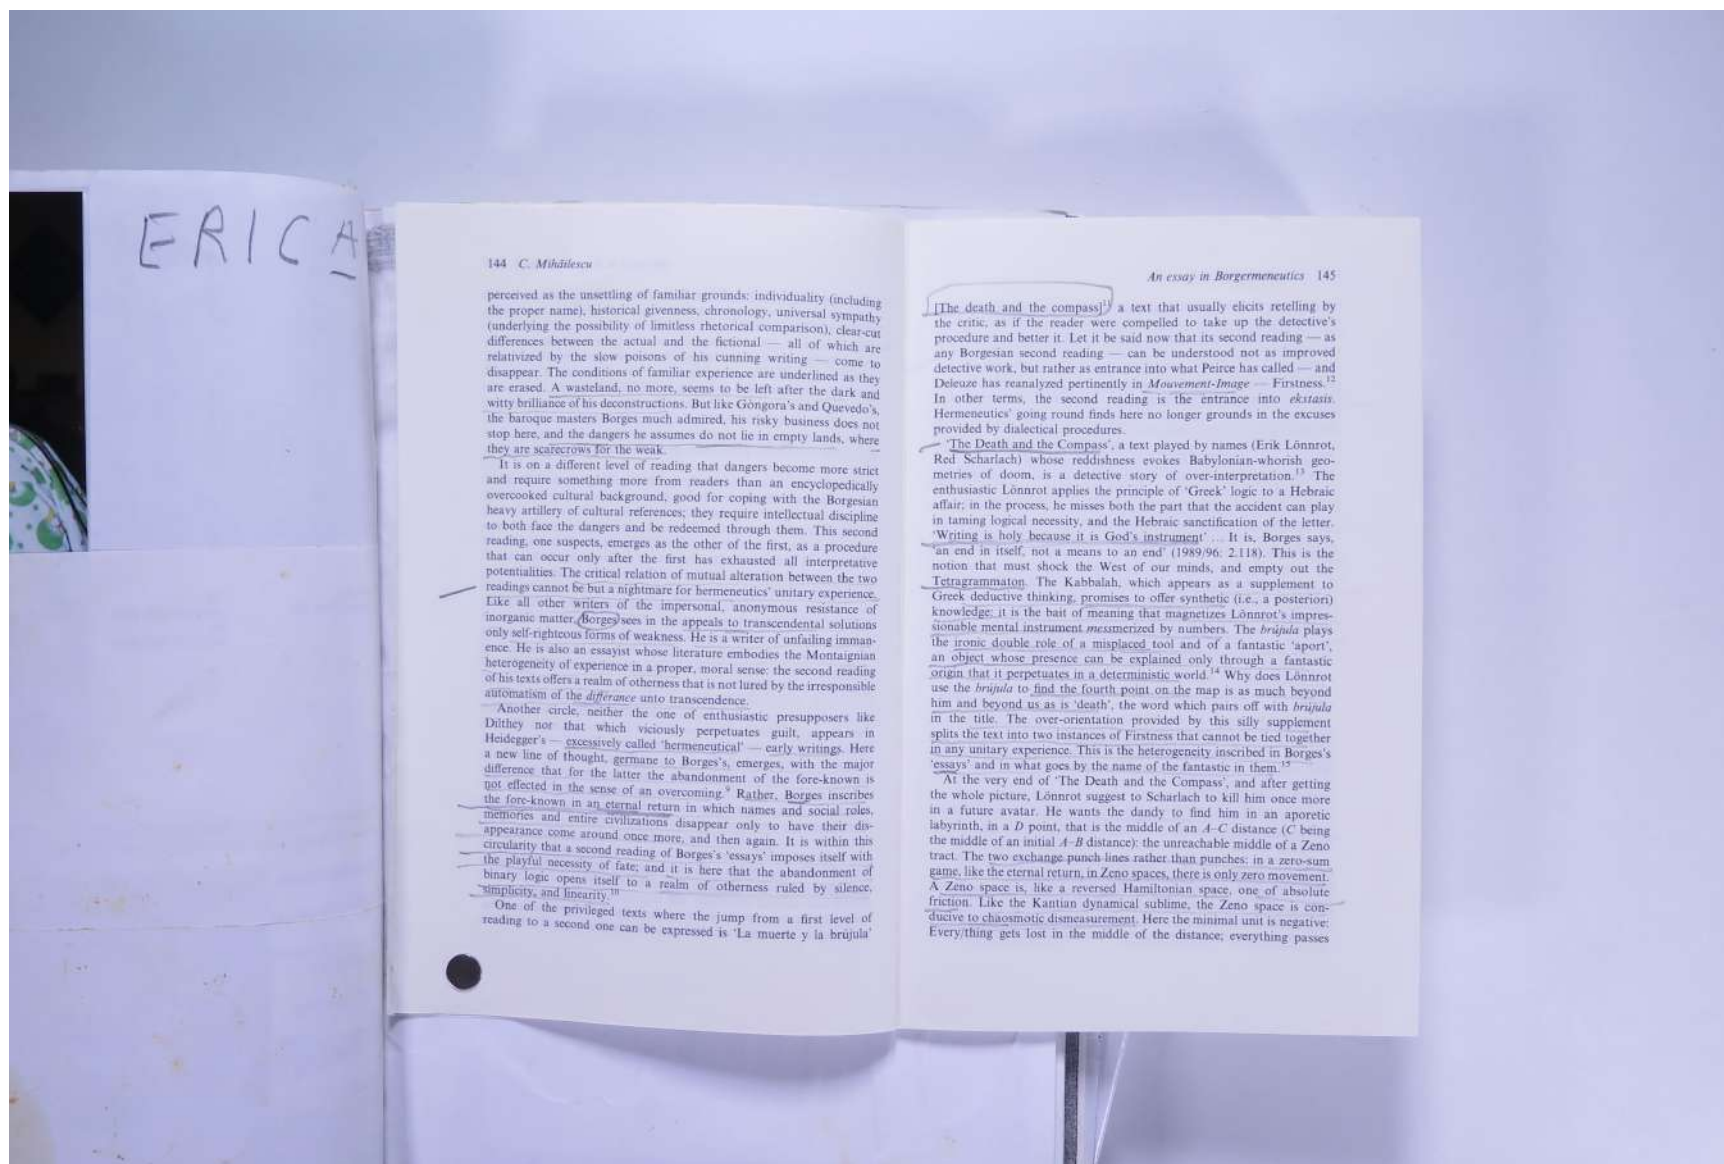 ERICA
144 C. Mihăilescu
perceived as the unsettling of familiar grounds: individuality (including
the proper name), historical givenness, chronology, universal sympathy
(underlying the possibility of limitless rhetorical comparison), clear-cut
differences between the actual and the fictional — all of which are
relativized by the slow poisons of his cunning writing — come to
disappear. The conditions of familiar experience are underlined as they
are erased. A wasteland, no more, seems to be left after the dark and
witty brilliance of his deconstructions. But like Góngora's and Quevedo's,
the baroque masters Borges much admired, his risky business does not
stop here, and the dangers he assumes do not lie in empty lands, where
they are scarecrows for the weak.
It is on a different level of reading that dangers become more strict
and require something more from readers than an encyclopedically
overcooked cultural background, good for coping with the Borgesian
heavy artillery of cultural references; they require intellectual discipline
to both face the dangers and be redeemed through them. This second
reading, one suspects, emerges as the other of the first, as a procedure
that can occur only after the first has exhausted all interpretative
potentialities. The critical relation of mutual alteration between the two
readings cannot be but a nightmare for hermeneutics' unitary experience.
Like all other writers of the impersonal, anonymous resistance of
inorganic matter, Borges sees in the appeals to transcendental solutions
only self-righteous forms of weakness. He is a writer of unfailing imman-
ence. He is also an essayist whose literature embodies the Montaignian
heterogeneity of experience in a proper, moral sense: the second reading
of his texts offers a realm of otherness that is not lured by the irresponsible
automatism of the différance unto transcendence.
Another circle, neither the one of enthusiastic presupposers like
Dilthey nor that which viciously perpetuates guilt, appears in
Heidegger's — excessively called 'hermeneutical' — early writings. Here
a new line of thought, germane to Borges's, emerges, with the major
difference that for the latter the abandonment of the fore-known is
not effected in the sense of an overcoming.9 Rather, Borges inscribes
the fore-known in an eternal return in which names and social roles,
memories and entire civilizations disappear only to have their dis-
appearance come around once more, and then again. It is within this
circularity that a second reading of Borges's 'essays' imposes itself with
the playful necessity of fate; and it is here that the abandonment of
binary logic opens itself to a realm of otherness ruled by silence,
simplicity, and linearity.10
One of the privileged texts where the jump from a first level of
reading to a second one can be expressed is 'La muerte y la brújula'
An essay in Borgermeneutics 145
[The death and the compass]11 a text that usually elicits retelling by
the critic, as if the reader were compelled to take up the detective's
procedure and better it. Let it be said now that its second reading — as
any Borgesian second reading — can be understood not as improved
detective work, but rather as entrance into what Peirce has called — and
Deleuze has reanalyzed pertinently in Mouvement-Image — Firstness.12
In other terms, the second reading is the entrance into ekstasis.
Hermeneutics' going round finds here no longer grounds in the excuses
provided by dialectical procedures.
'The Death and the Compass', a text played by names (Erik Lönnrot,
Red Scharlach) whose reddishness evokes Babylonian-whorish geo-
metries of doom, is a detective story of over-interpretation.13 The
enthusiastic Lönnrot applies the principle of 'Greek' logic to a Hebraic
affair; in the process, he misses both the part that the accident can play
in taming logical necessity, and the Hebraic sanctification of the letter.
'Writing is holy because it is God's instrument' ... It is, Borges says,
'an end in itself, not a means to an end' (1989/96: 2.118). This is the
notion that must shock the West of our minds, and empty out the
Tetragrammaton. The Kabbalah, which appears as a supplement to
Greek deductive thinking, promises to offer synthetic (i.e., a posteriori)
knowledge; it is the bait of meaning that magnetizes Lönnrot's impres-
sionable mental instrument messmerized by numbers. The brújula plays
the ironic double role of a misplaced tool and of a fantastic 'aport',
an object whose presence can be explained only through a fantastic
origin that it perpetuates in a deterministic world.14 Why does Lönnrot
use the brújula to find the fourth point on the map is as much beyond
him and beyond us as is 'death', the word which pairs off with brújula
in the title. The over-orientation provided by this silly supplement
splits the text into two instances of Firstness that cannot be tied together
in any unitary experience. This is the heterogeneity inscribed in Borges's
'essays' and in what goes by the name of the fantastic in them.15
At the very end of 'The Death and the Compass', and after getting
the whole picture, Lönnrot suggest to Scharlach to kill him once more
in a future avatar. He wants the dandy to find him in an aporetic
labyrinth, in a D point, that is the middle of an A–C distance (C being
the middle of an initial A–B distance): the unreachable middle of a Zeno
tract. The two exchange punch lines rather than punches: in a zero-sum
game, like the eternal return, in Zeno spaces, there is only zero movement.
A Zeno space is, like a reversed Hamiltonian space, one of absolute
friction. Like the Kantian dynamical sublime, the Zeno space is con-
ducive to chaosmotic dismeasurement. Here the minimal unit is negative:
Every/thing gets lost in the middle of the distance; everything passes